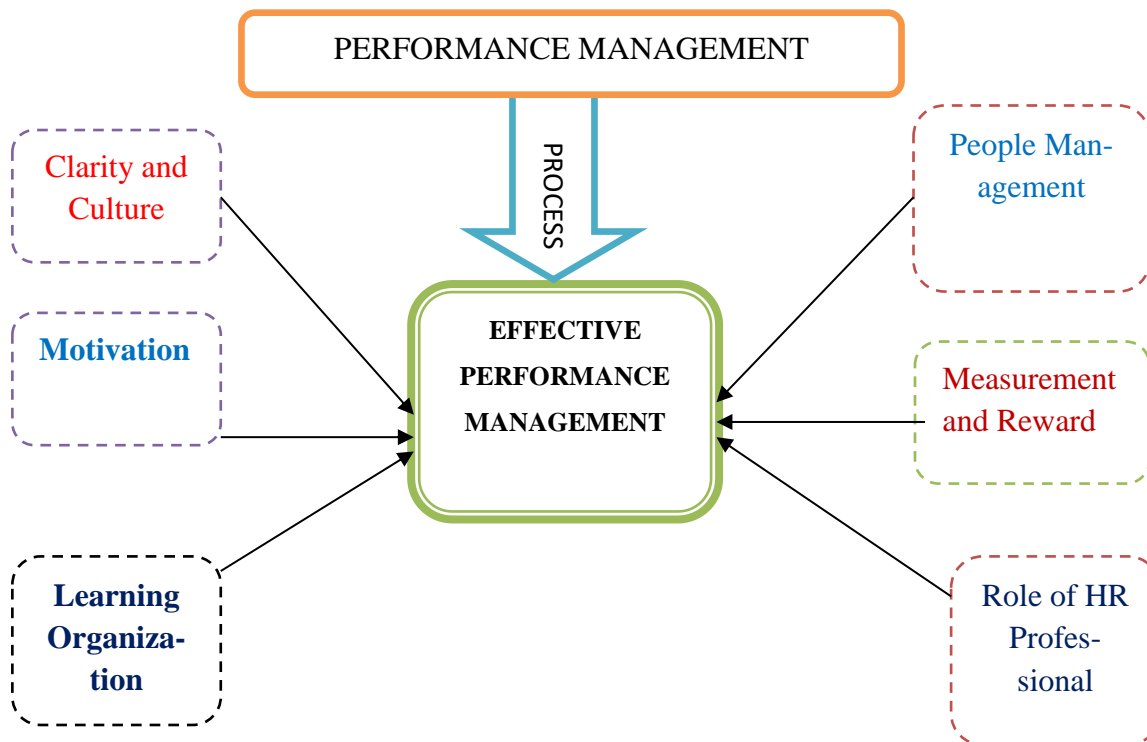 PERFORMANCE MANAGEMENT
PROCESS
Clarity and
Culture
Motivation
Learning
Organiza-
tion
EFFECTIVE
PERFORMANCE
MANAGEMENT
People Man-
agement
Measurement
and Reward
Role of HR
Profes-
sional